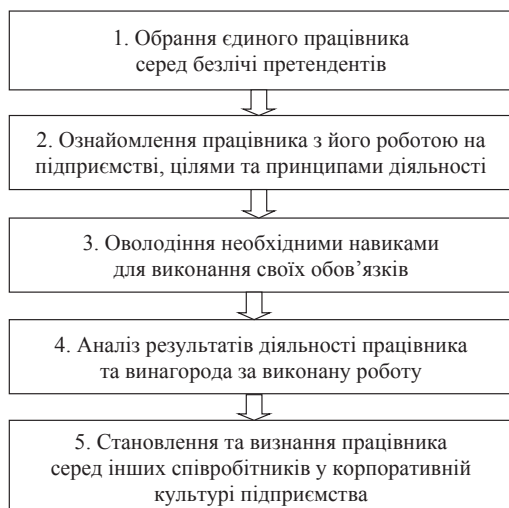 1. Обрання єдиного працівника
серед безлічі претендентів
2. Ознайомлення працівника з його роботою на
підприємстві, цілями та принципами діяльності
3. Оволодіння необхідними навиками
для виконання своїх обов’язків
4. Аналіз результатів діяльності працівника
та винагорода за виконану роботу
5. Становлення та визнання працівника
серед інших співробітників у корпоративній
культурі підприємства